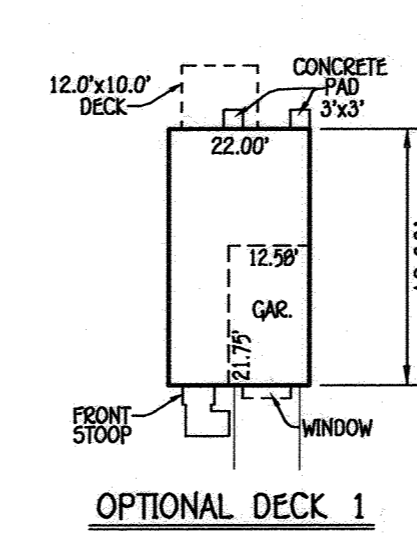 12.0'x10.0'
DECK
CONCRETE
PAD
3'x3'
22.00'
12.50'
GAR.
21.75'
FRONT
STOOP
WINDOW
OPTIONAL DECK 1